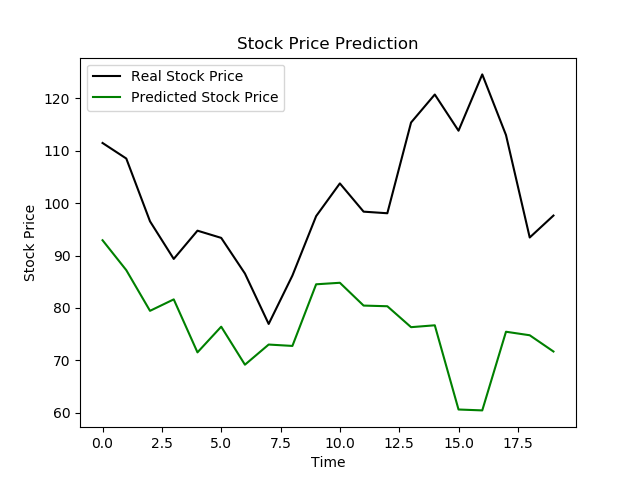 Stock Price Prediction
Real Stock Price
Predicted Stock Price
120
110
100
90
80
70
60
Stock Price
0.0 2.5 5.0 7.5 10.0 12.5 15.0 17.5
Time